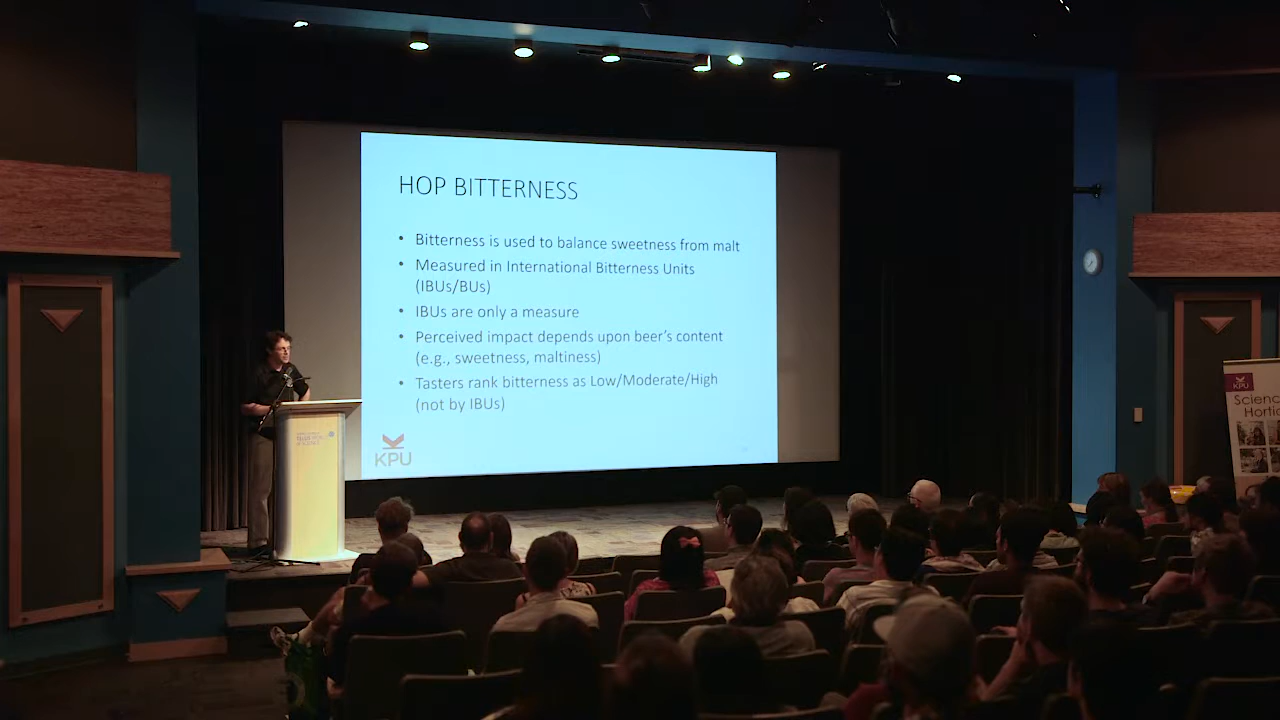 HOP BITTERNESS
• Bitterness is used to balance sweetness from malt
• Measured in International Bitterness Units
(IBUs/BUs)
• IBUs are only a measure
• Perceived impact depends upon beer's content
(e.g., sweetness, maltiness)
• Tasters rank bitterness as Low/Moderate/High
(not by IBUs)
KPU
KPU
Scienc
Hortic